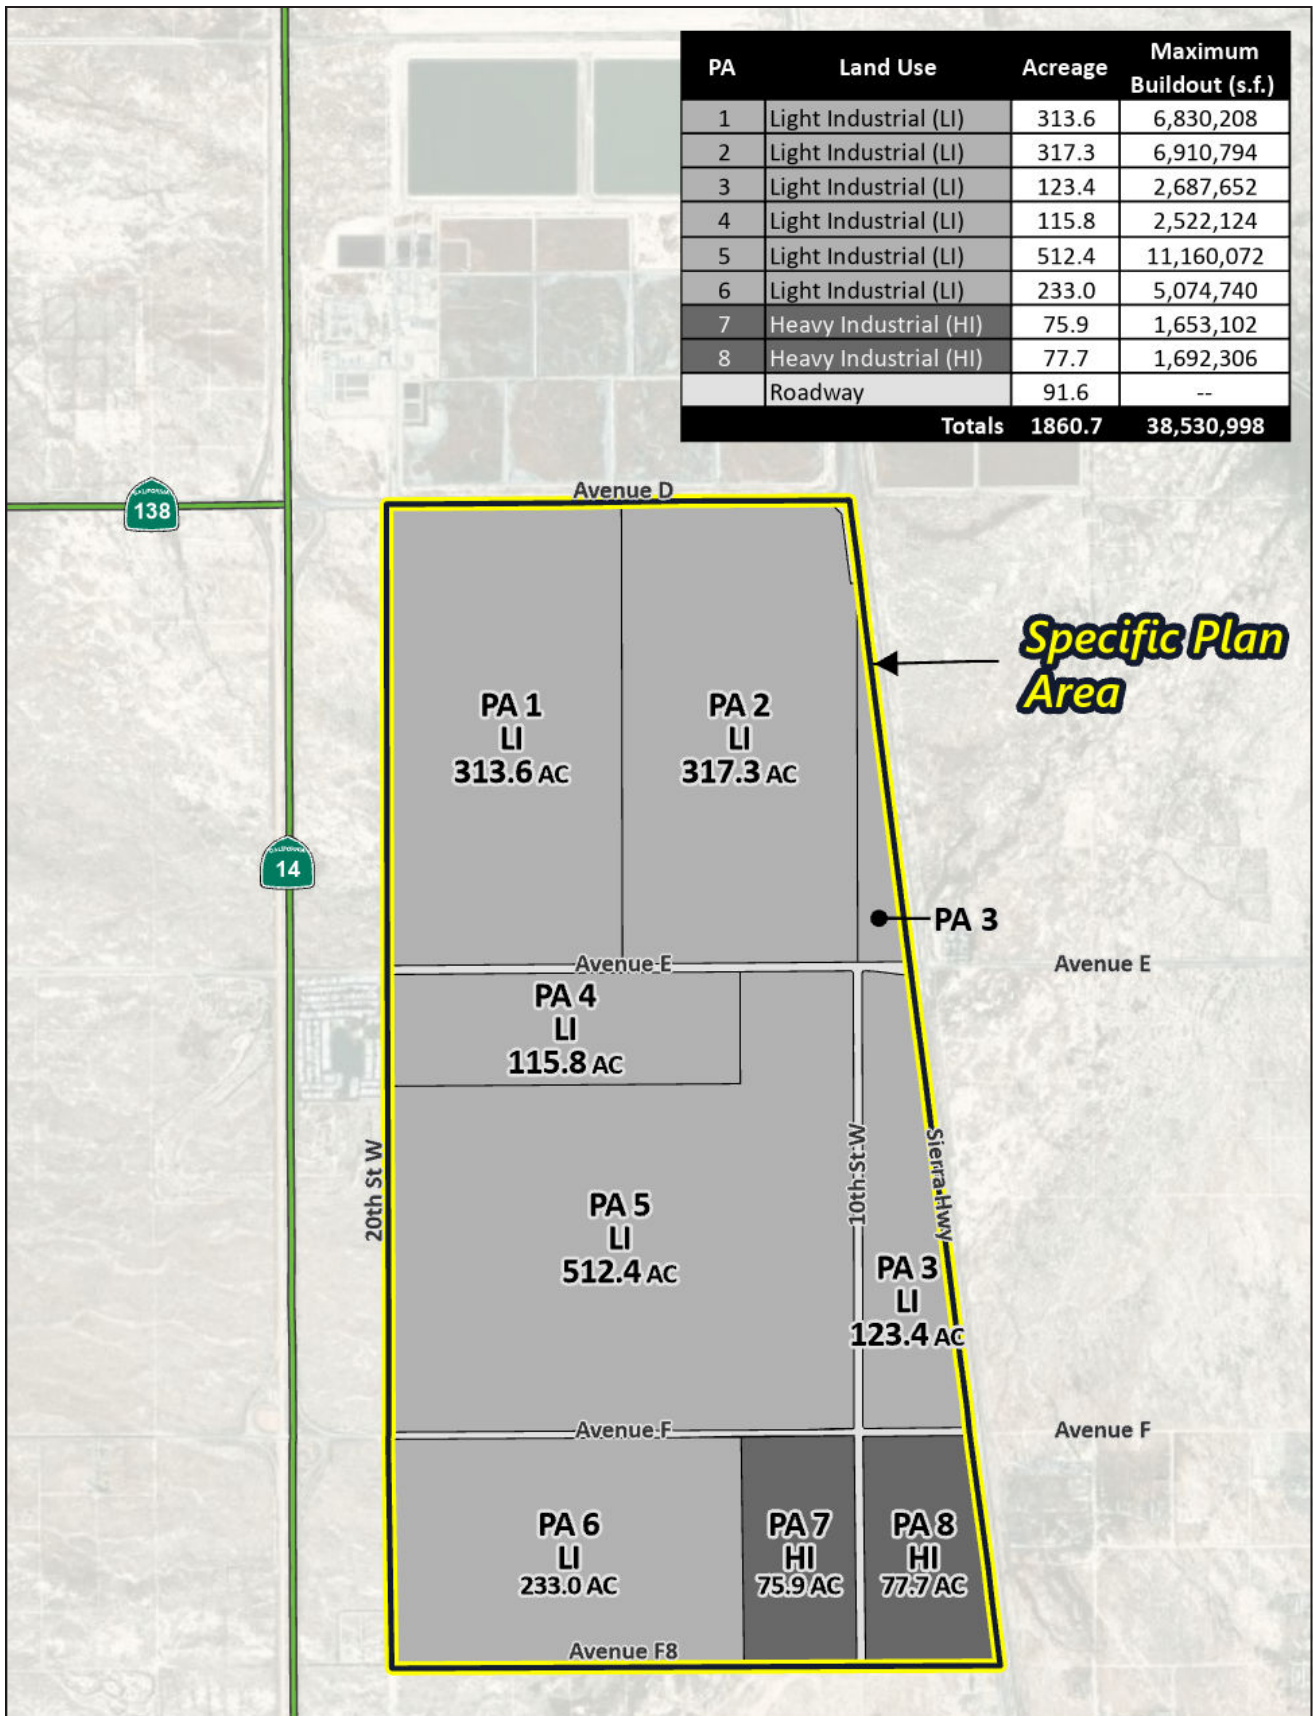 PA Land Use Acreage Maximum Buildout (s.f.)
1 Light Industrial (LI) 313.6 6,830,208
2 Light Industrial (LI) 317.3 6,910,794
3 Light Industrial (LI) 123.4 2,687,652
4 Light Industrial (LI) 115.8 2,522,124
5 Light Industrial (LI) 512.4 11,160,072
6 Light Industrial (LI) 233.0 5,074,740
7 Heavy Industrial (HI) 75.9 1,653,102
8 Heavy Industrial (HI) 77.7 1,692,306
Roadway 91.6 --
Totals 1860.7 38,530,998
Avenue D
CALIFORNIA
138
Specific Plan
Area
PA 1
LI
313.6 AC
PA 2
LI
317.3 AC
CALIFORNIA
14
PA 3
Avenue E
Avenue E
PA 4
LI
115.8 AC
20th St W
10th St W
Sierra Hwy
PA 5
LI
512.4 AC
PA 3
LI
123.4 AC
Avenue F
Avenue F
PA 6
LI
233.0 AC
PA 7
HI
75.9 AC
PA 8
HI
77.7 AC
Avenue F8